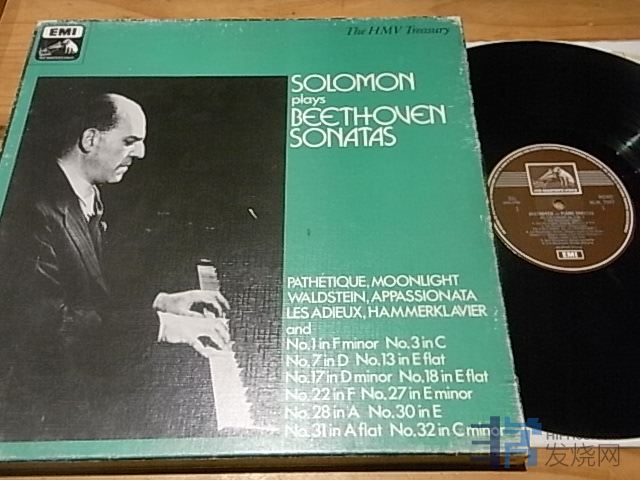 EMI
The HMV Treasury
SOLOMON
plays
BEETHOVEN
SONATAS
PATHÉTIQUE, MOONLIGHT
WALDSTEIN, APPASSIONATA
LES ADIEUX, HAMMERKLAVIER
and
No.1 in F minor No.3 in C
No.7 in D No.13 in E flat
No.17 in D minor No.18 in E flat
No.22 in F No.27 in E minor
No.28 in A No.30 in E
No.31 in A flat No.32 in C minor
EMI
发烧网